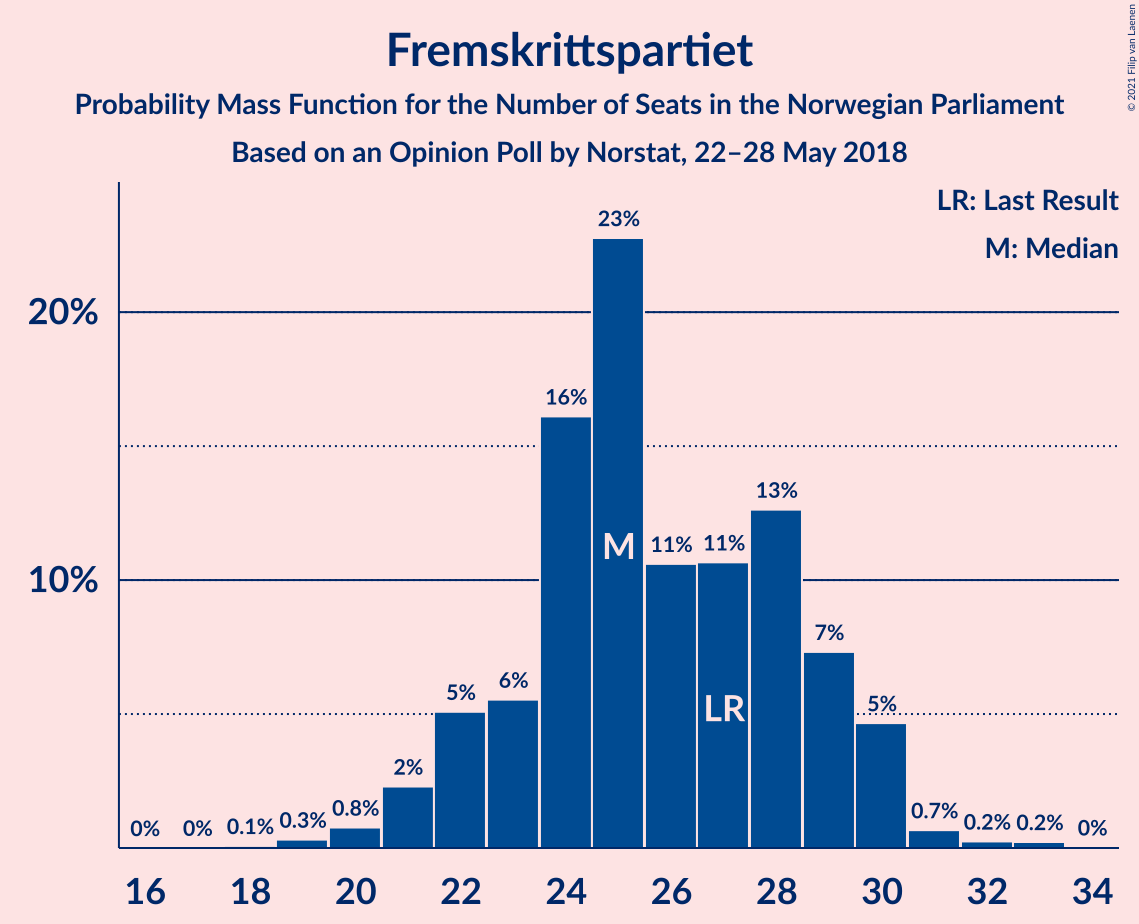 Fremskrittspartiet
Probability Mass Function for the Number of Seats in the Norwegian Parliament
Based on an Opinion Poll by Norstat, 22–28 May 2018
© 2021 Filip van Laenen
LR: Last Result
M: Median
20%
10%
0%
0%
0.1%
0.3%
0.8%
2%
5%
6%
16%
23%
11%
11%
13%
7%
5%
0.7%
0.2%
0.2%
0%
M
LR
16 18 20 22 24 26 28 30 32 34